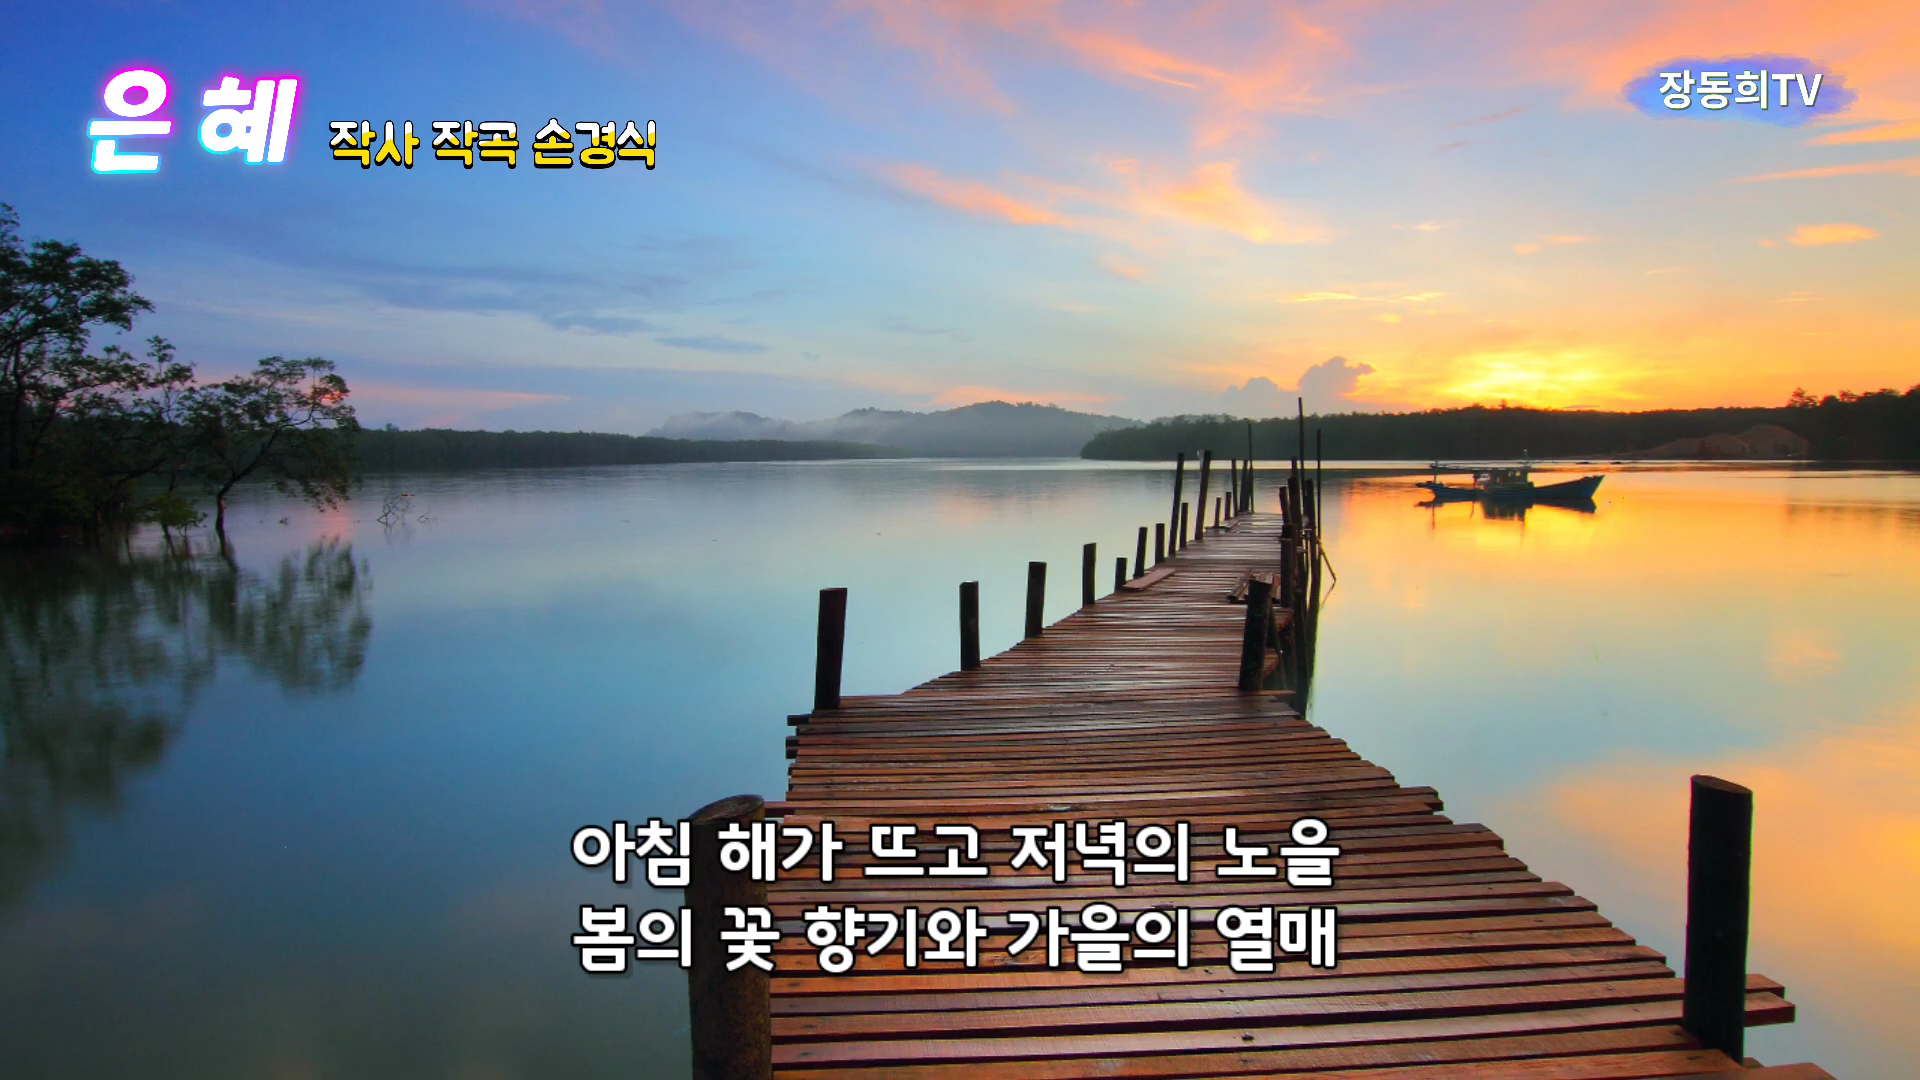 은혜
작사 작곡 손경식
장동희TV
아침 해가 뜨고 저녁의 노을
봄의 꽃 향기와 가을의 열매